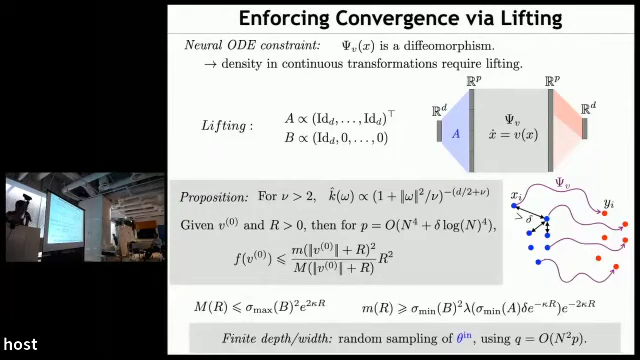 Enforcing Convergence via Lifting
Neural ODE constraint: Ψ_v(x) is a diffeomorphism.
→ density in continuous transformations require lifting.
ℝ^p ℝ^p
ℝ^d ℝ^d
Lifting : A ∝ (Id_d, …, Id_d)^⊤
B ∝ (Id_d, 0, …, 0)
A
Ψ_v
ẋ = v(x)
Proposition: For ν > 2, k̂(ω) ∝ (1 + ‖ω‖²/ν)^{-(d/2+ν)}
Given v^{(0)} and R > 0, then for p = O(N⁴ + δ log(N)⁴),
f(v^{(0)}) ⩽ m(‖v^{(0)}‖ + R)² / M(‖v^{(0)}‖ + R) R²
x_i Ψ_v y_i
> δ
M(R) ⩽ σ_max(B)² e^{2κR} m(R) ⩾ σ_min(B)² λ(σ_min(A)δe^{-κR})e^{-2κR}
Finite depth/width: random sampling of θ^{in}, using q = O(N²p).
host